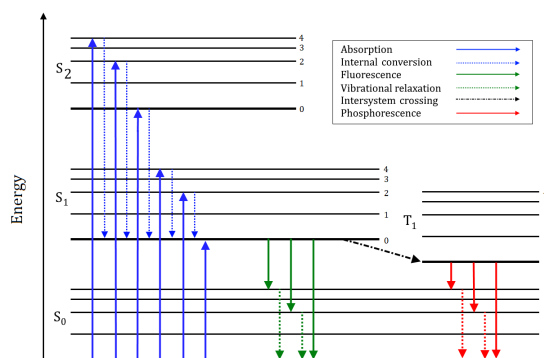 4
3
S2
2
1
0
Absorption
Internal conversion
Fluorescence
Vibrational relaxation
Intersystem crossing
Phosphorescence
Energy
4
3
S1
2
1
0
T1
S0